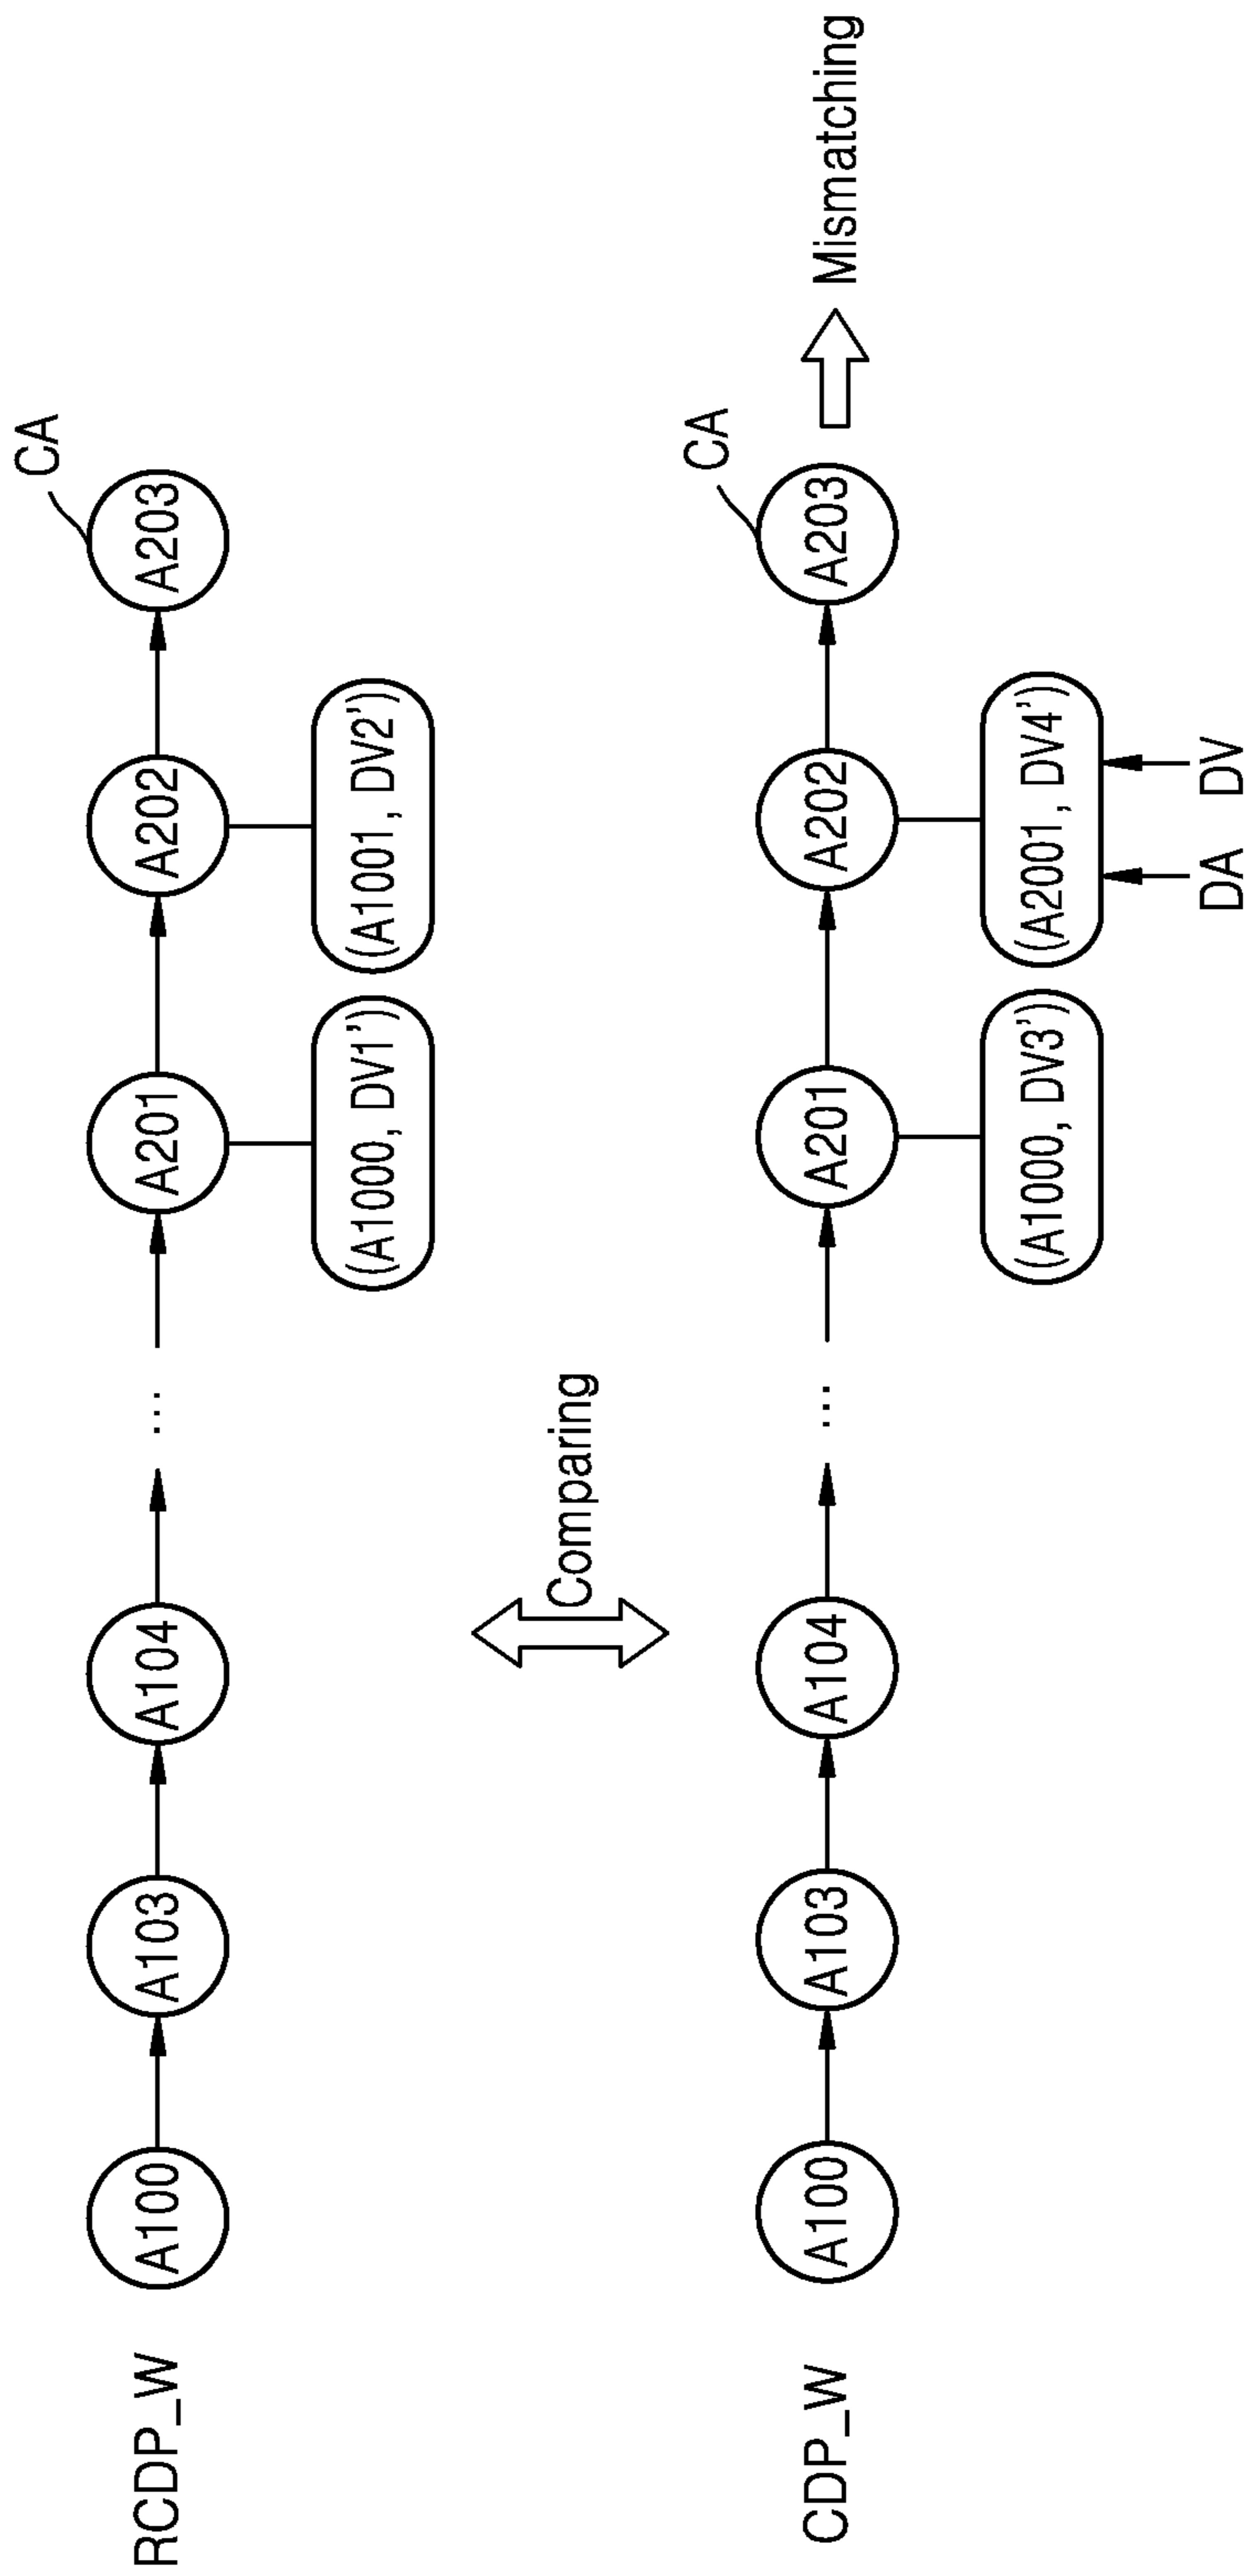 CA
RCDP_W A100 A103 A104 ... A201 A202 A203
(A1000, DV1') (A1001, DV2')
Comparing
CA
CDP_W A100 A103 A104 ... A201 A202 A203 Mismatching
(A1000, DV3') (A2001, DV4')
DA DV